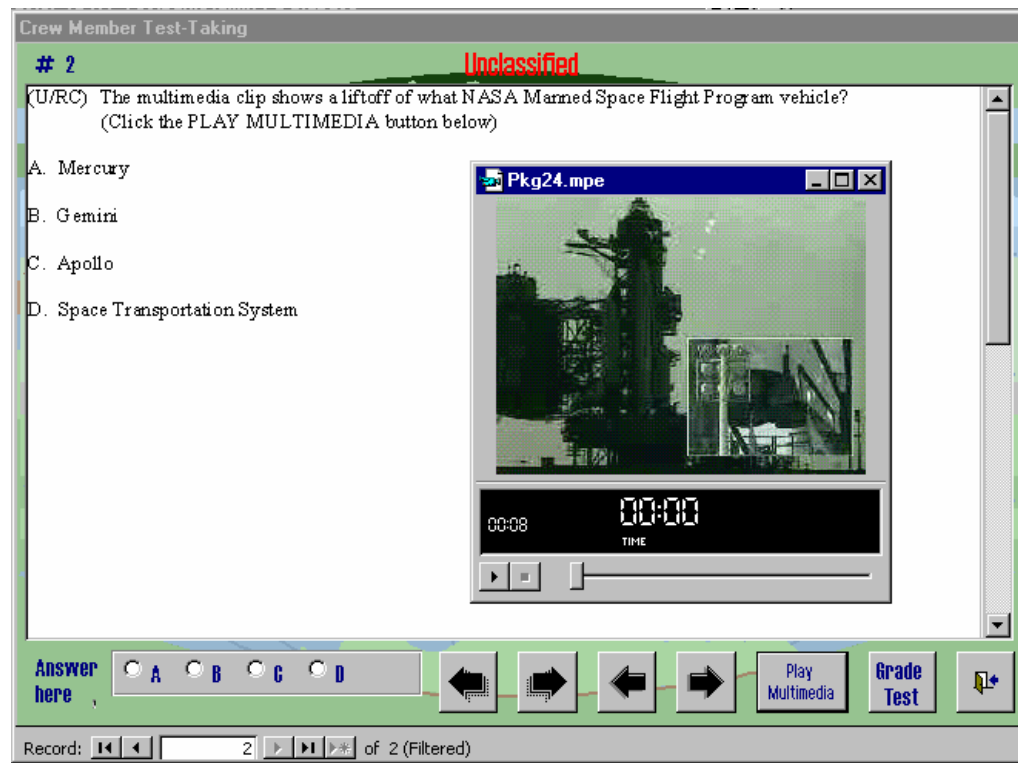 Crew Member Test-Taking
# 2
Unclassified
(U/RC) The multimedia clip shows a liftoff of what NASA Manned Space Flight Program vehicle?
(Click the PLAY MULTIMEDIA button below)
A. Mercury
B. Gemini
C. Apollo
D. Space Transportation System
Pkg24.mpe
00:08
00:00
TIME
Answer
here ,
A B C D
Play
Multimedia
Grade
Test
Record: 2 of 2 (Filtered)